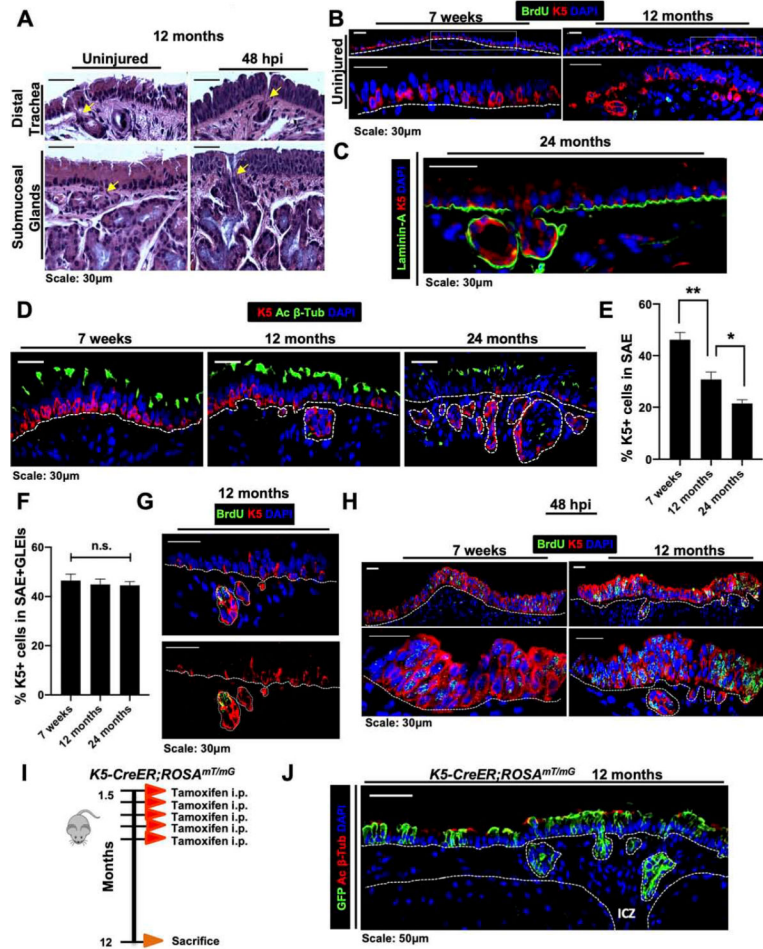 A
12 months
Uninjured
48 hpi
Distal
Trachea
Submucosal
Glands
Scale: 30µm
B
BrdU K5 DAPI
7 weeks
12 months
Uninjured
Scale: 30µm
C
24 months
Laminin-A K5 DAPI
Scale: 30µm
D
K5 Ac β-Tub DAPI
7 weeks
12 months
24 months
Scale: 30µm
E
% K5+ cells in SAE
60
40
20
0
**
*
7 weeks
12 months
24 months
F
% K5+ cells in SAE+GLEIs
60
40
20
0
n.s.
7 weeks
12 months
24 months
G
12 months
BrdU K5 DAPI
Scale: 30µm
H
48 hpi
BrdU K5 DAPI
7 weeks
12 months
Scale: 30µm
I
K5-CreER;ROSAmT/mG
1.5
Tamoxifen i.p.
Tamoxifen i.p.
Tamoxifen i.p.
Tamoxifen i.p.
Tamoxifen i.p.
Months
12
Sacrifice
J
K5-CreER;ROSAmT/mG 12 months
GFP Ac β-Tub DAPI
ICZ
Scale: 50µm